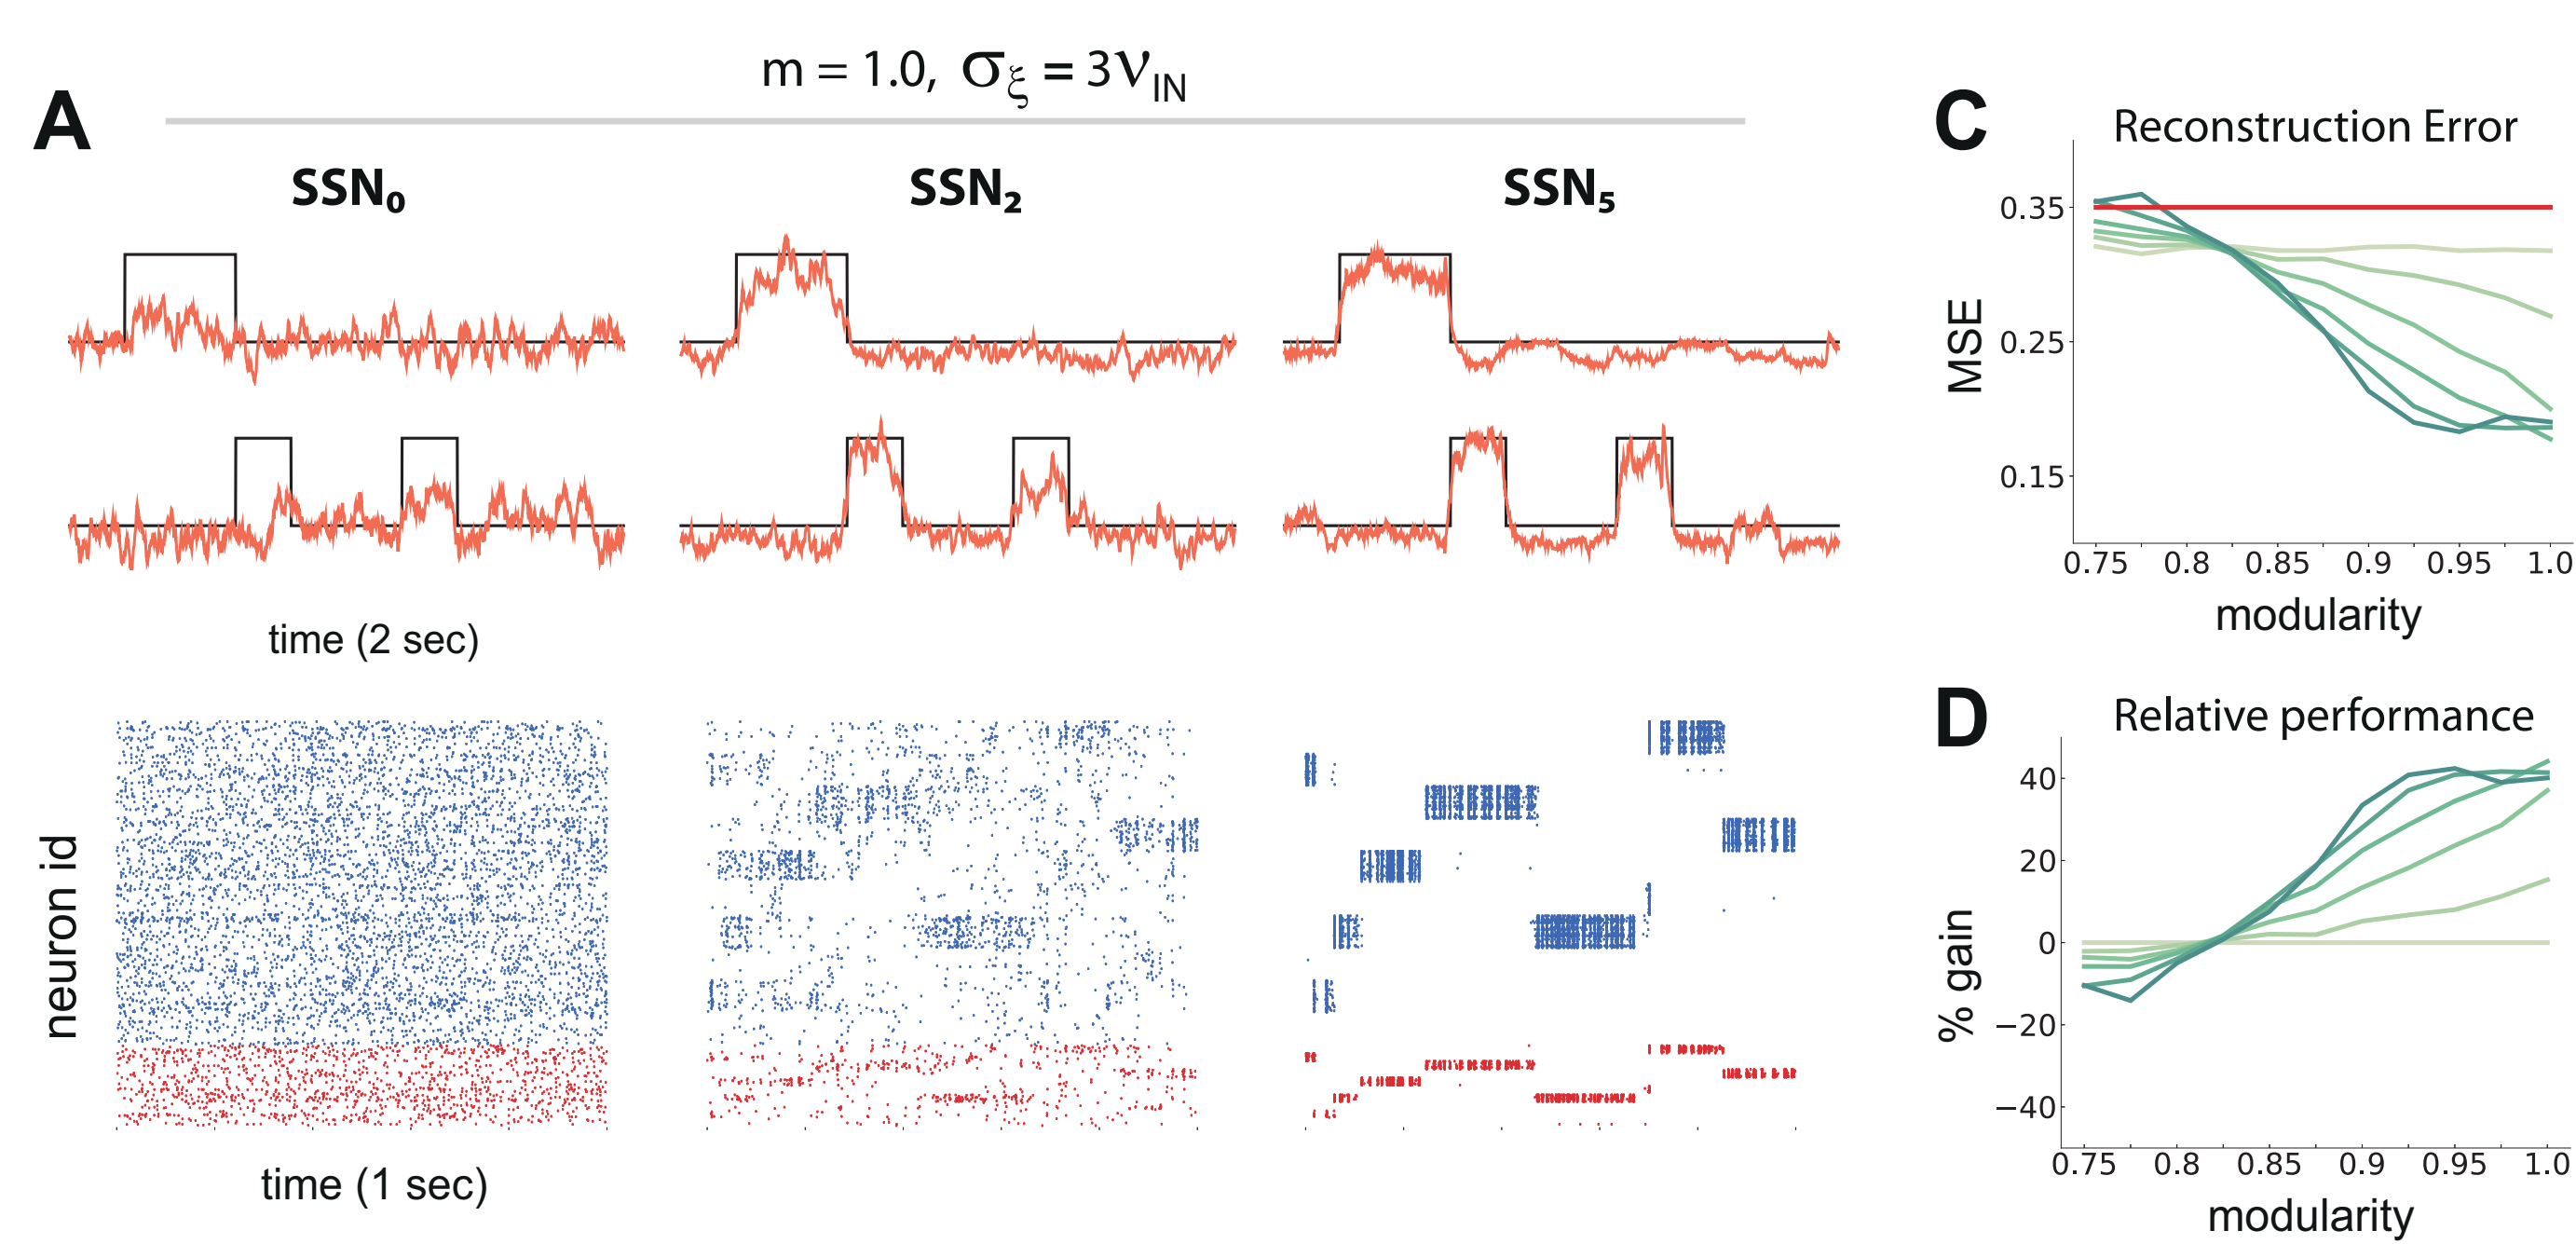 A
m = 1.0, σξ = 3νIN
SSN₀
SSN₂
SSN₅
time (2 sec)
neuron id
time (1 sec)
C
Reconstruction Error
MSE
0.35
0.25
0.15
0.75 0.8 0.85 0.9 0.95 1.0
modularity
D
Relative performance
% gain
40
20
0
−20
−40
0.75 0.8 0.85 0.9 0.95 1.0
modularity